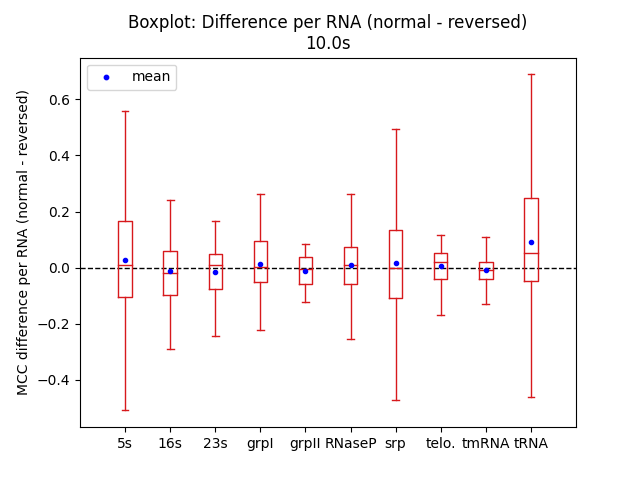 Boxplot: Difference per RNA (normal - reversed)
10.0s
mean
MCC difference per RNA (normal - reversed)
0.6
0.4
0.2
0.0
−0.2
−0.4
5s 16s 23s grpI grpII RNaseP srp telo. tmRNA tRNA